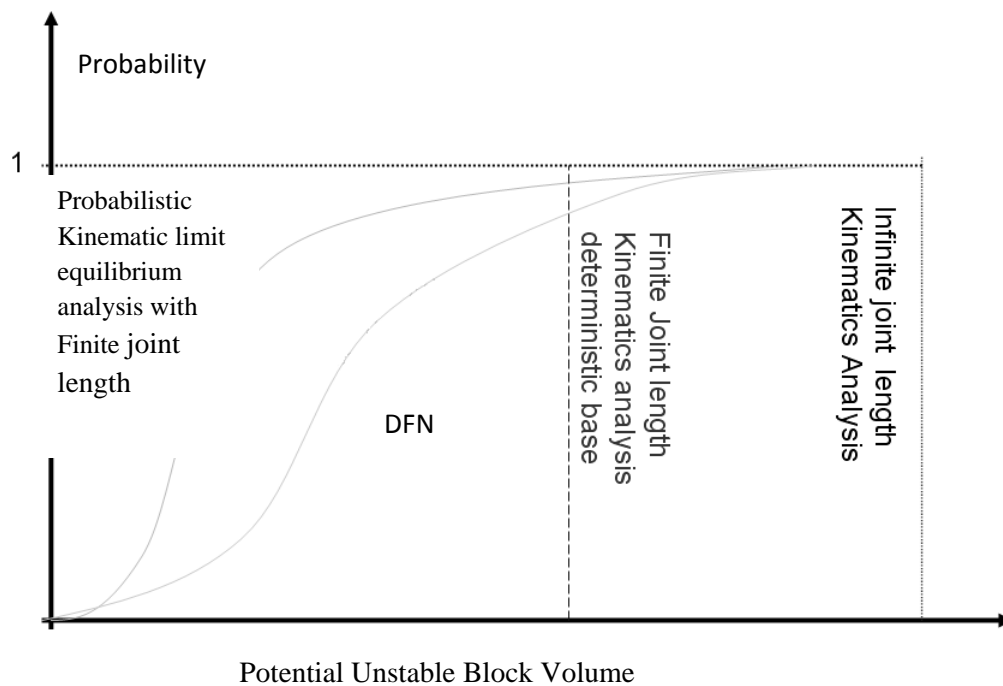 Probability
1
Probabilistic
Kinematic limit
equilibrium
analysis with
Finite joint
length
DFN
Finite Joint length
Kinematics analysis
deterministic base
Infinite joint length
Kinematics Analysis
Potential Unstable Block Volume